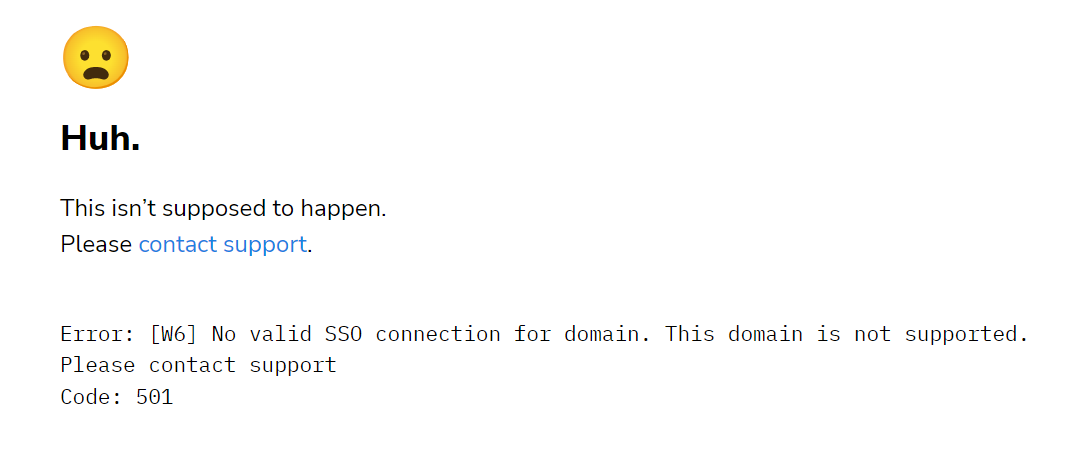 Huh.
This isn’t supposed to happen.
Please contact support.
Error: [W6] No valid SSO connection for domain. This domain is not supported.
Please contact support
Code: 501